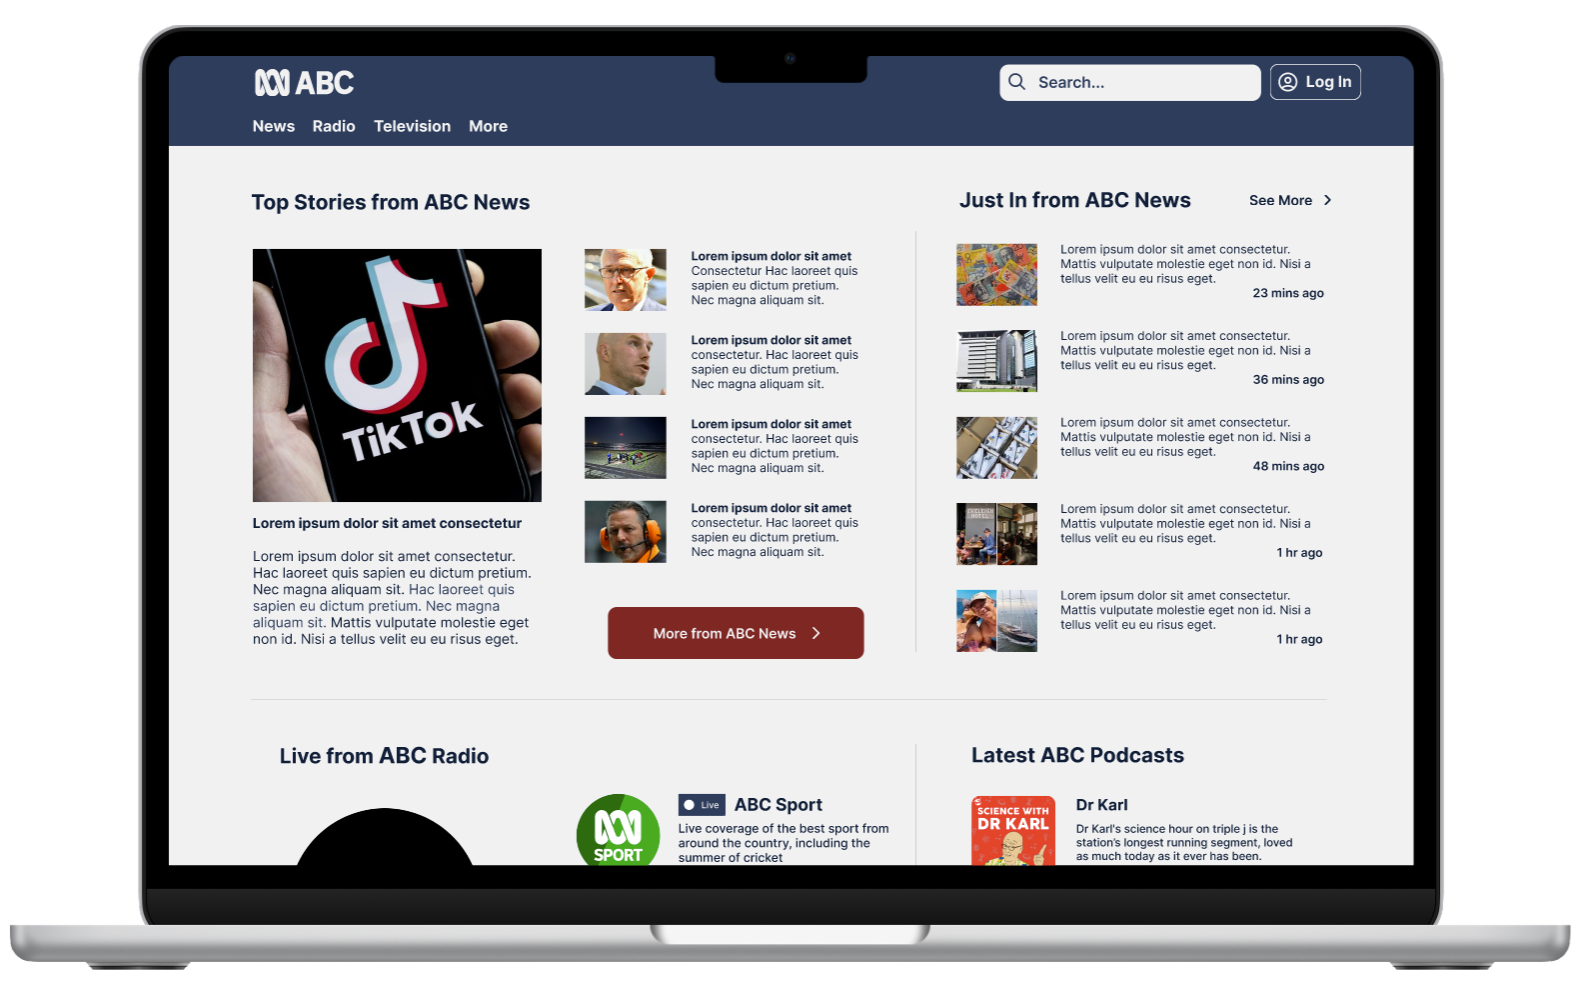 ABC
Search...
Log In
News Radio Television More
Top Stories from ABC News
TikTok
Lorem ipsum dolor sit amet consectetur
Lorem ipsum dolor sit amet consectetur.
Hac laoreet quis sapien eu dictum pretium.
Nec magna aliquam sit. Hac laoreet quis
sapien eu dictum pretium. Nec magna
aliquam sit. Mattis vulputate molestie eget
non id. Nisi a tellus velit eu eu risus eget.
Lorem ipsum dolor sit amet
Consectetur Hac laoreet quis
sapien eu dictum pretium.
Nec magna aliquam sit.
Lorem ipsum dolor sit amet
consectetur. Hac laoreet quis
sapien eu dictum pretium.
Nec magna aliquam sit.
Lorem ipsum dolor sit amet
consectetur. Hac laoreet quis
sapien eu dictum pretium.
Nec magna aliquam sit.
Lorem ipsum dolor sit amet
consectetur. Hac laoreet quis
sapien eu dictum pretium.
Nec magna aliquam sit.
More from ABC News
Just In from ABC News
See More
Lorem ipsum dolor sit amet consectetur.
Mattis vulputate molestie eget non id. Nisi a
tellus velit eu eu risus eget.
23 mins ago
Lorem ipsum dolor sit amet consectetur.
Mattis vulputate molestie eget non id. Nisi a
tellus velit eu eu risus eget.
36 mins ago
Lorem ipsum dolor sit amet consectetur.
Mattis vulputate molestie eget non id. Nisi a
tellus velit eu eu risus eget.
48 mins ago
Lorem ipsum dolor sit amet consectetur.
Mattis vulputate molestie eget non id. Nisi a
tellus velit eu eu risus eget.
1 hr ago
Lorem ipsum dolor sit amet consectetur.
Mattis vulputate molestie eget non id. Nisi a
tellus velit eu eu risus eget.
1 hr ago
Live from ABC Radio
SPORT
Live
ABC Sport
Live coverage of the best sport from
around the country, including the
summer of cricket
Latest ABC Podcasts
SCIENCE WITH
DR KARL
Dr Karl
Dr Karl's science hour on triple j is the
station's longest running segment, loved
as much today as it ever has been.